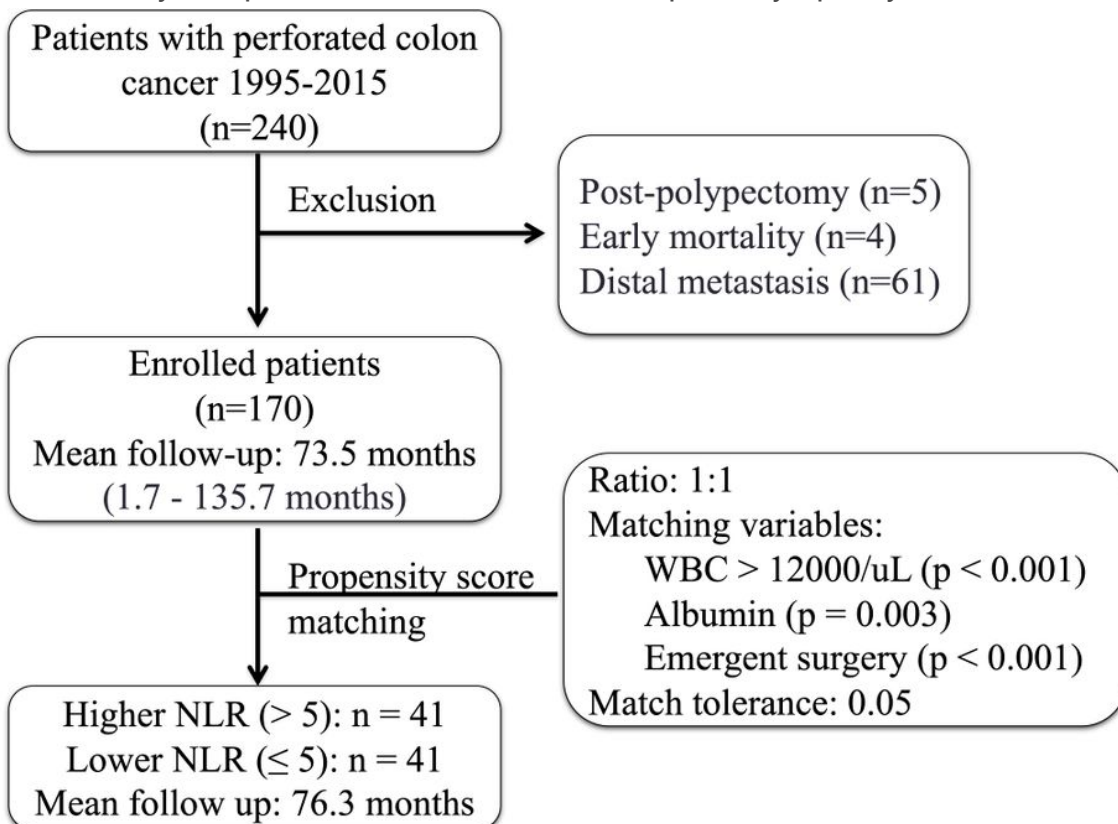 Patients with perforated colon
cancer 1995-2015
(n=240)
Exclusion
Post-polypectomy (n=5)
Early mortality (n=4)
Distal metastasis (n=61)
Enrolled patients
(n=170)
Mean follow-up: 73.5 months
(1.7 - 135.7 months)
Propensity score
matching
Ratio: 1:1
Matching variables:
WBC > 12000/uL (p < 0.001)
Albumin (p = 0.003)
Emergent surgery (p < 0.001)
Match tolerance: 0.05
Higher NLR (> 5): n = 41
Lower NLR (≤ 5): n = 41
Mean follow up: 76.3 months